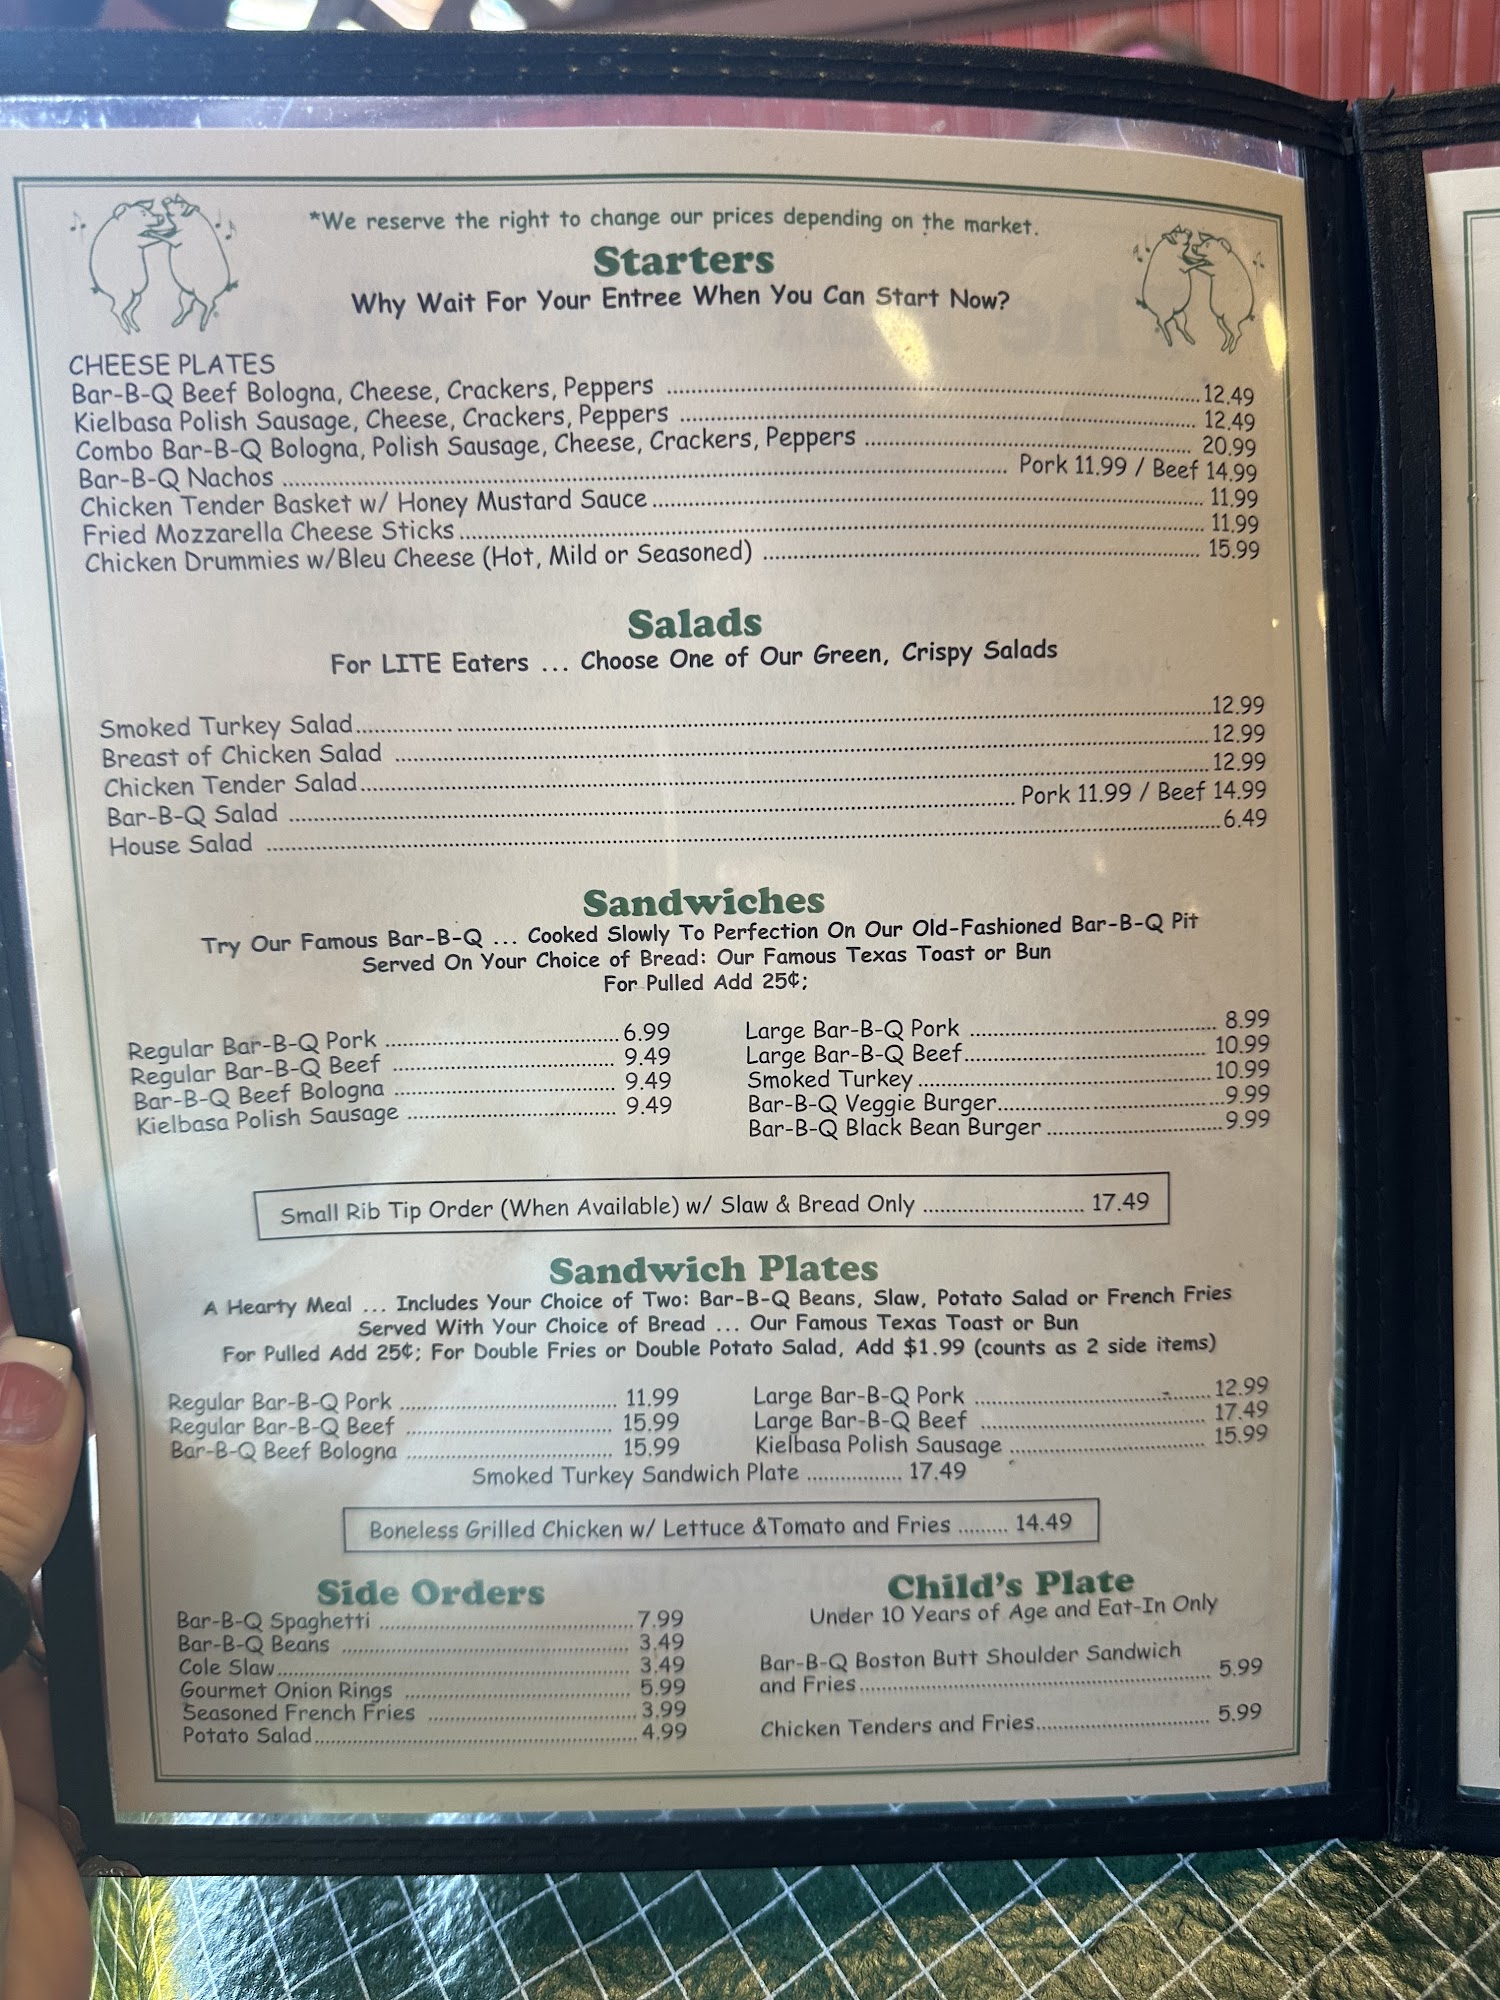 *We reserve the right to change our prices depending on the market.
Starters
Why Wait For Your Entree When You Can Start Now?
CHEESE PLATES
Bar-B-Q Beef Bologna, Cheese, Crackers, Peppers 12.49
Kielbasa Polish Sausage, Cheese, Crackers, Peppers 12.49
Combo Bar-B-Q Bologna, Polish Sausage, Cheese, Crackers, Peppers 20.99
Bar-B-Q Nachos Pork 11.99 / Beef 14.99
Chicken Tender Basket w/ Honey Mustard Sauce 11.99
Fried Mozzarella Cheese Sticks 11.99
Chicken Drummies w/Bleu Cheese (Hot, Mild or Seasoned) 15.99
Salads
For LITE Eaters ... Choose One of Our Green, Crispy Salads
Smoked Turkey Salad 12.99
Breast of Chicken Salad 12.99
Chicken Tender Salad 12.99
Bar-B-Q Salad Pork 11.99 / Beef 14.99
House Salad 6.49
Sandwiches
Try Our Famous Bar-B-Q ... Cooked Slowly To Perfection On Our Old-Fashioned Bar-B-Q Pit
Served On Your Choice of Bread: Our Famous Texas Toast or Bun
For Pulled Add 25¢;
Regular Bar-B-Q Pork 6.99
Regular Bar-B-Q Beef 9.49
Bar-B-Q Beef Bologna 9.49
Kielbasa Polish Sausage 9.49
Large Bar-B-Q Pork 8.99
Large Bar-B-Q Beef 10.99
Smoked Turkey 10.99
Bar-B-Q Veggie Burger 9.99
Bar-B-Q Black Bean Burger 9.99
Small Rib Tip Order (When Available) w/ Slaw & Bread Only 17.49
Sandwich Plates
A Hearty Meal ... Includes Your Choice of Two: Bar-B-Q Beans, Slaw, Potato Salad or French Fries
Served With Your Choice of Bread ... Our Famous Texas Toast or Bun
For Pulled Add 25¢; For Double Fries or Double Potato Salad, Add $1.99 (counts as 2 side items)
Regular Bar-B-Q Pork 11.99
Regular Bar-B-Q Beef 15.99
Bar-B-Q Beef Bologna 15.99
Large Bar-B-Q Pork 12.99
Large Bar-B-Q Beef 17.49
Kielbasa Polish Sausage 15.99
Smoked Turkey Sandwich Plate 17.49
Boneless Grilled Chicken w/ Lettuce &Tomato and Fries 14.49
Side Orders
Bar-B-Q Spaghetti 7.99
Bar-B-Q Beans 3.49
Cole Slaw 3.49
Gourmet Onion Rings 5.99
Seasoned French Fries 3.99
Potato Salad 4.99
Child's Plate
Under 10 Years of Age and Eat-In Only
Bar-B-Q Boston Butt Shoulder Sandwich
and Fries 5.99
Chicken Tenders and Fries 5.99